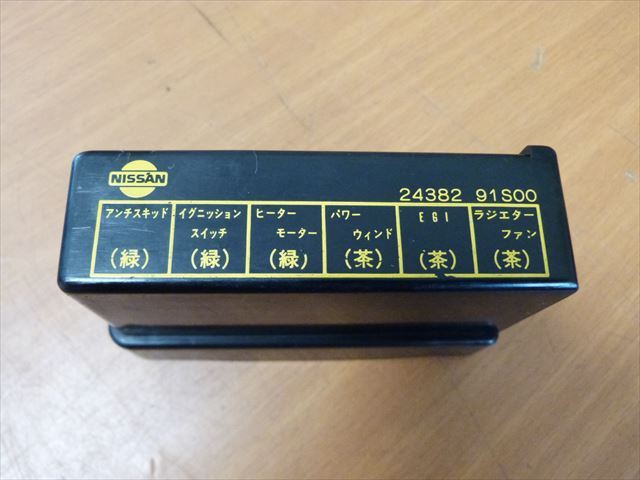 NISSAN
24382 91S00
アンチスキッド
(緑)
イグニッション
スイッチ
(緑)
ヒーター
モーター
(緑)
パワー
ウィンド
(茶)
EGI
(茶)
ラジエター
ファン
(茶)